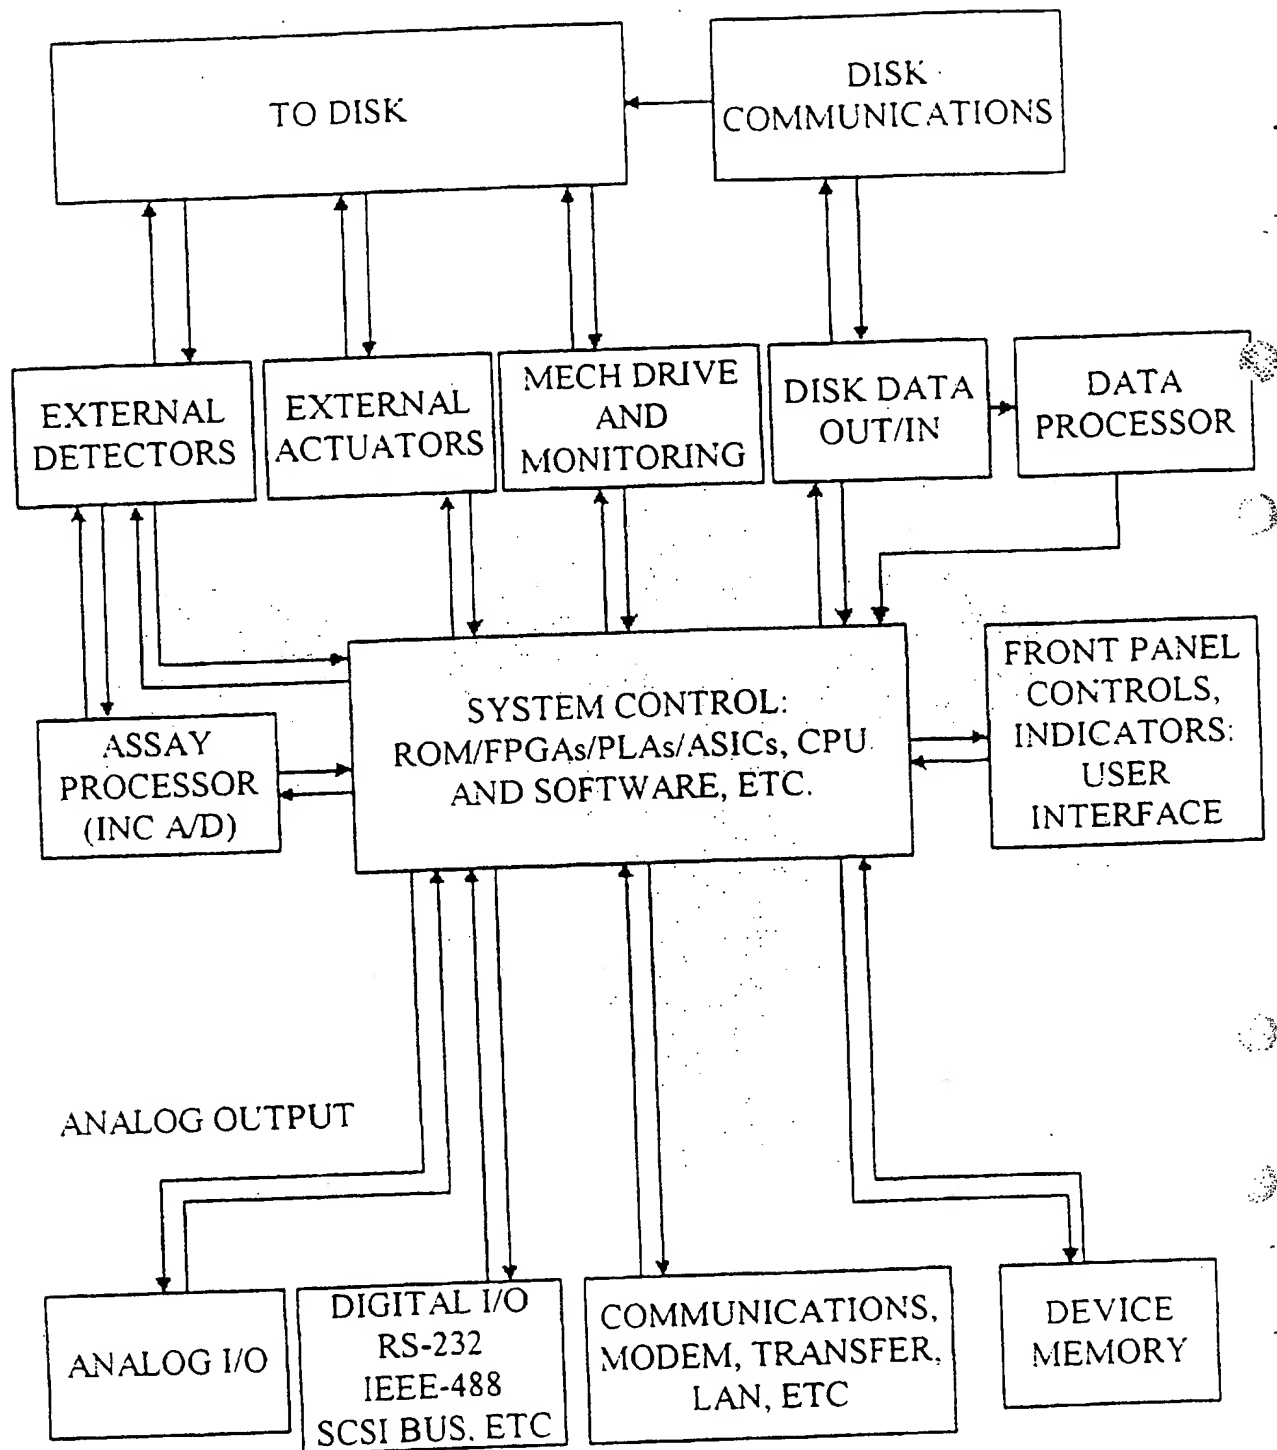 TO DISK
DISK
COMMUNICATIONS
EXTERNAL
DETECTORS
EXTERNAL
ACTUATORS
MECH DRIVE
AND
MONITORING
DISK DATA
OUT/IN
DATA
PROCESSOR
ASSAY
PROCESSOR
(INC A/D)
SYSTEM CONTROL:
ROM/FPGAs/PLAs/ASICs, CPU
AND SOFTWARE, ETC.
FRONT PANEL
CONTROLS,
INDICATORS:
USER
INTERFACE
ANALOG OUTPUT
ANALOG I/O
DIGITAL I/O
RS-232
IEEE-488
SCSI BUS, ETC
COMMUNICATIONS,
MODEM, TRANSFER,
LAN, ETC
DEVICE
MEMORY